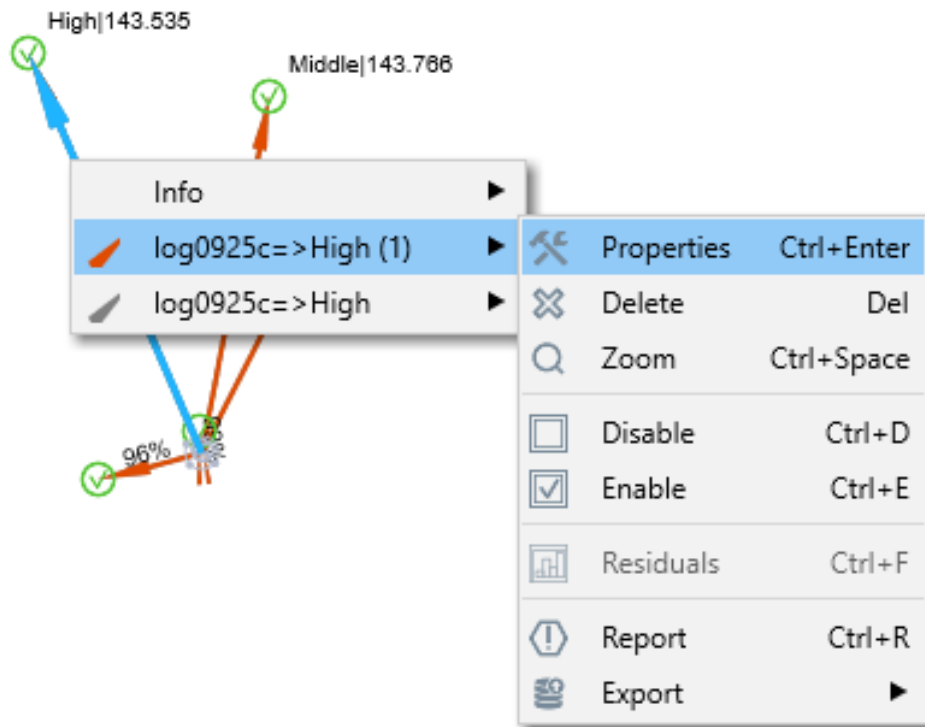 High|143.535
Middle|143.766
Info
log0925c=>High (1)
log0925c=>High
Properties Ctrl+Enter
Delete Del
Zoom Ctrl+Space
Disable Ctrl+D
Enable Ctrl+E
Residuals Ctrl+F
Report Ctrl+R
Export
96%